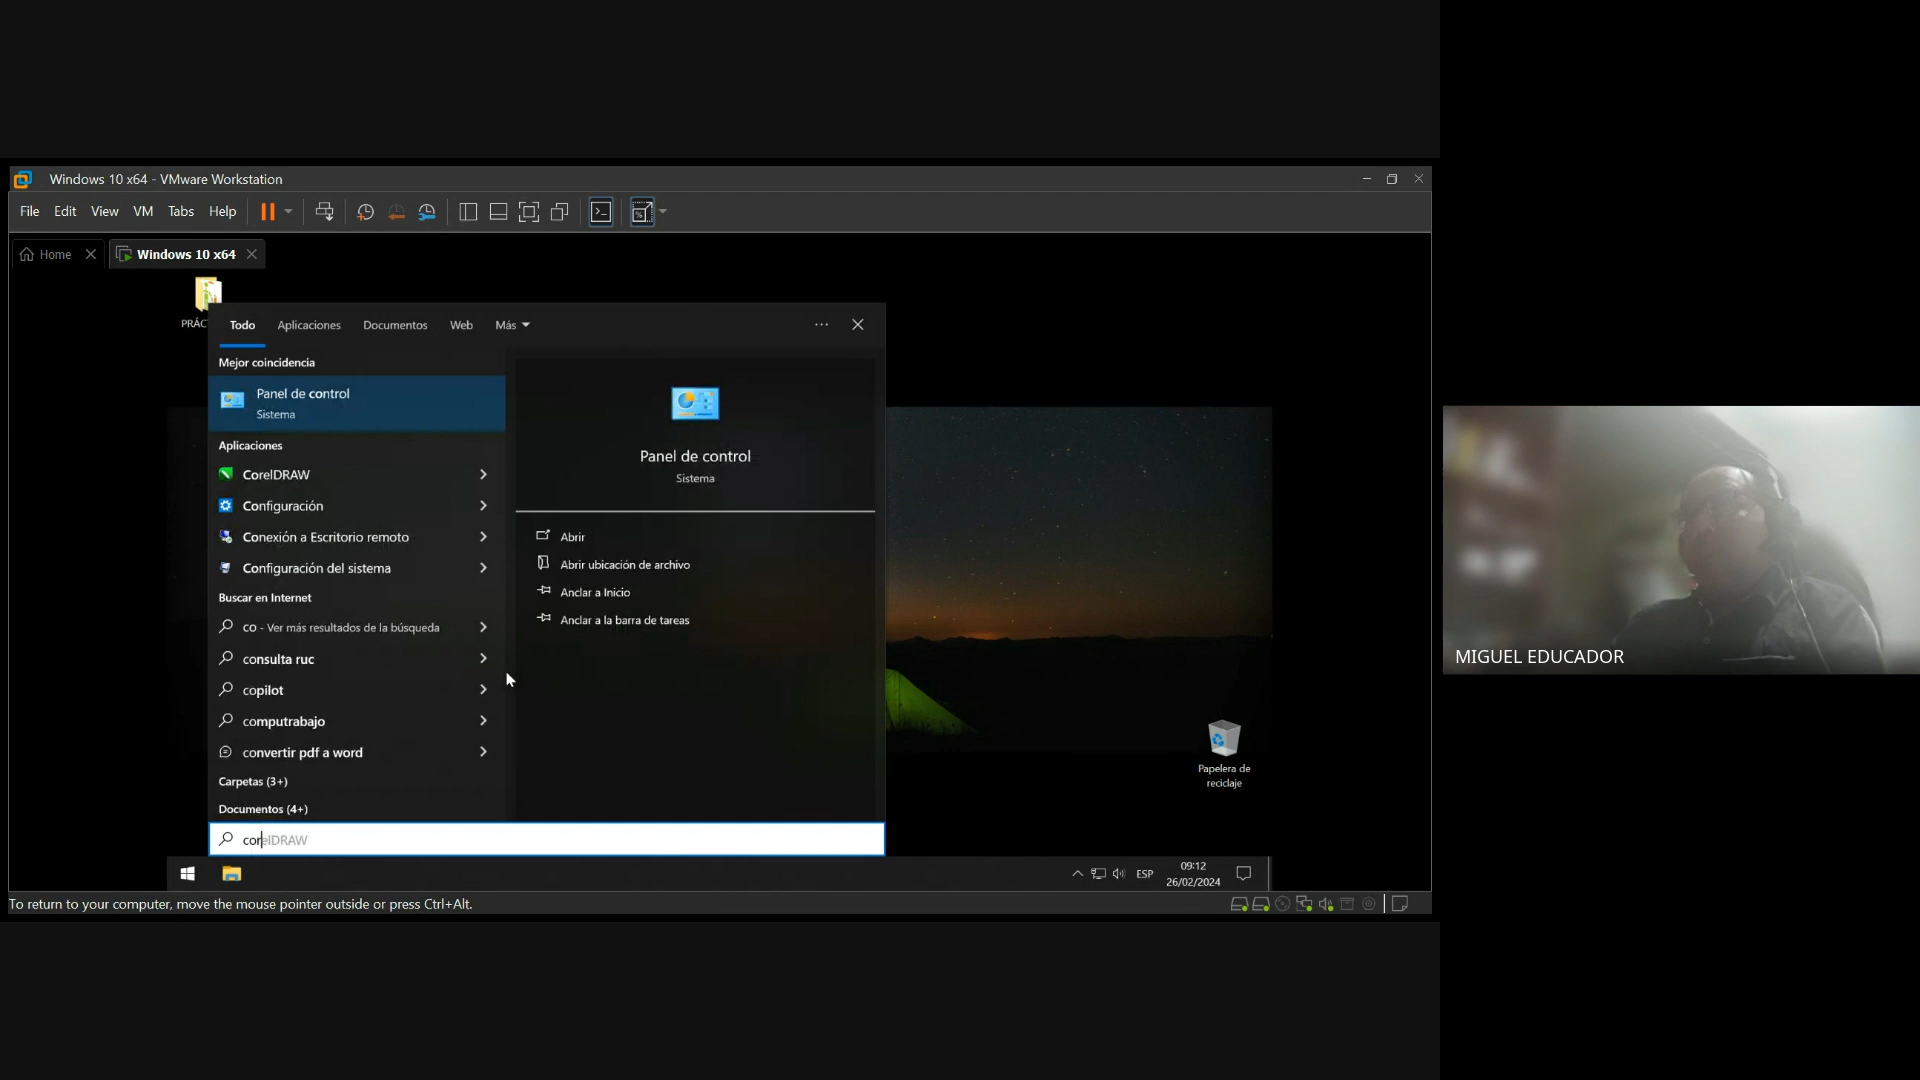 Windows 10 x64 - VMware Workstation
File Edit View VM Tabs Help
Home Windows 10 x64
Todo Aplicaciones Documentos Web Más
Mejor coincidencia
Panel de control
Sistema
Aplicaciones
CorelDRAW
Configuración
Conexión a Escritorio remoto
Configuración del sistema
Buscar en Internet
co - Ver más resultados de la búsqueda
consulta ruc
copilot
computrabajo
convertir pdf a word
Carpetas (3+)
Documentos (4+)
corelDRAW
Panel de control
Sistema
Abrir
Abrir ubicación de archivo
Anclar a Inicio
Anclar a la barra de tareas
Papelera de
reciclaje
ESP
09:12
26/02/2024
To return to your computer, move the mouse pointer outside or press Ctrl+Alt.
MIGUEL EDUCADOR